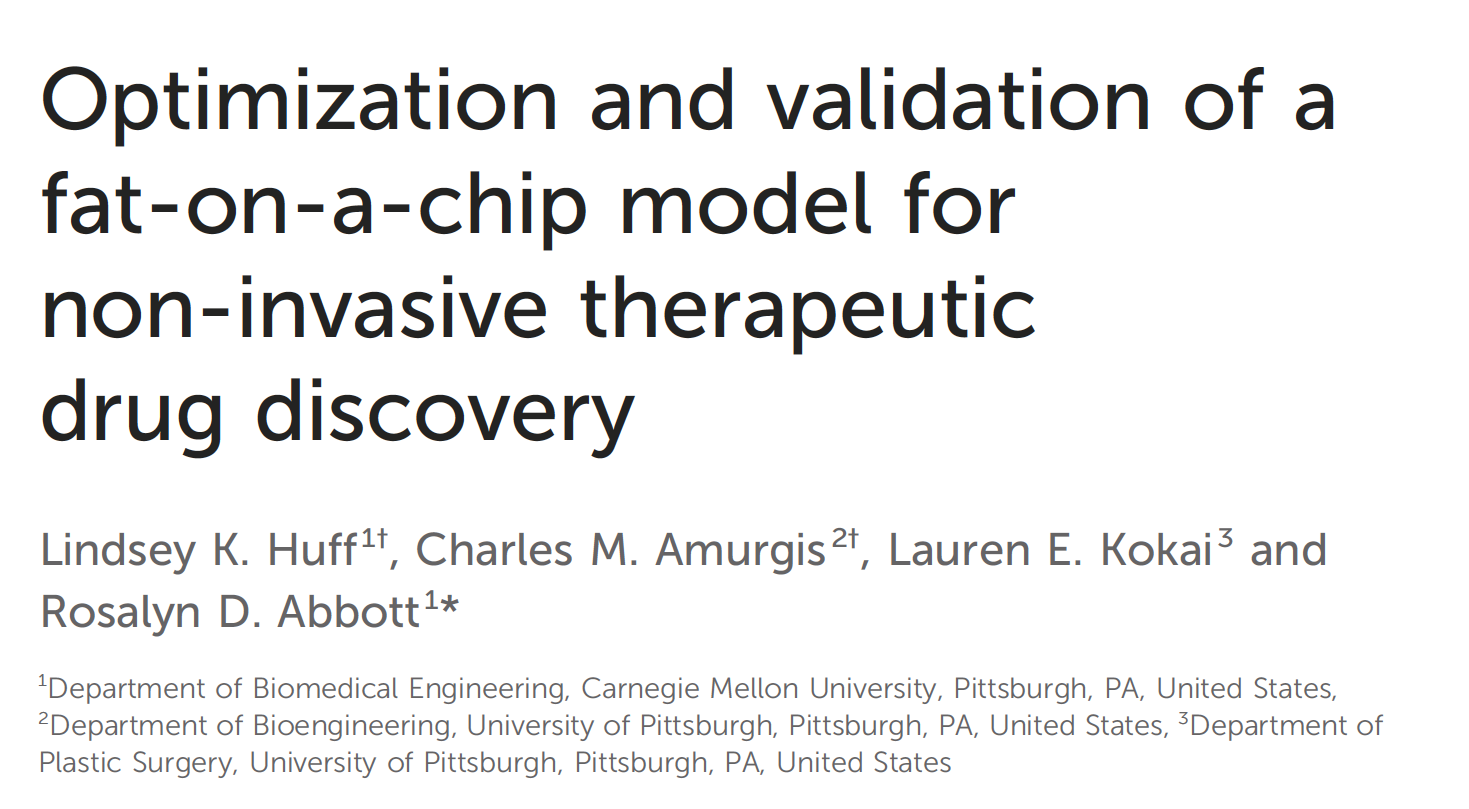 Optimization and validation of a
fat-on-a-chip model for
non-invasive therapeutic
drug discovery
Lindsey K. Huff¹†, Charles M. Amurgis²†, Lauren E. Kokai³ and
Rosalyn D. Abbott¹*
¹Department of Biomedical Engineering, Carnegie Mellon University, Pittsburgh, PA, United States,
²Department of Bioengineering, University of Pittsburgh, Pittsburgh, PA, United States, ³Department of
Plastic Surgery, University of Pittsburgh, Pittsburgh, PA, United States